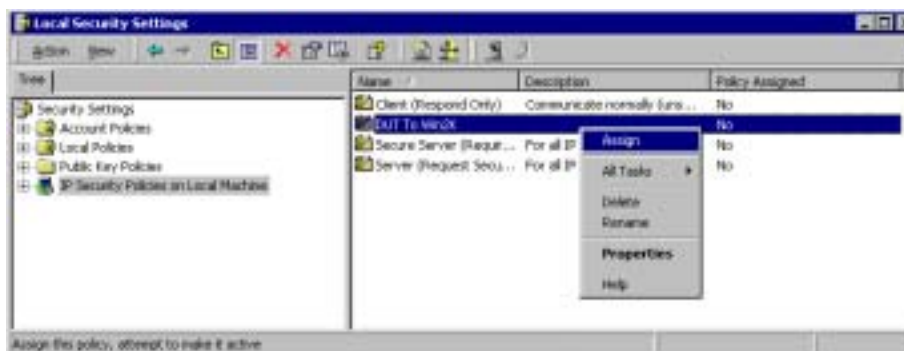 Local Security Settings
Action View
Tree
Name Description Policy Assigned
Security Settings
Account Policies
Local Policies
Public Key Policies
IP Security Policies on Local Machine
Client (Respond Only) Communicate normally (uns... No
DUT To Win2K No
Secure Server (Requir... For all IP No
Server (Request Secu... For all IP No
Assign
All Tasks
Delete
Rename
Properties
Help
Assign this policy, attempt to make it active